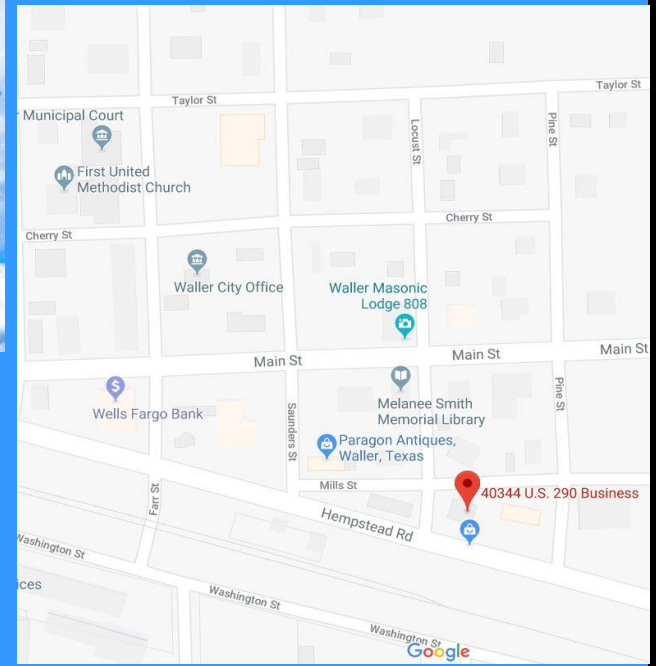 Taylor St
Taylor St
Municipal Court
Locust St
Pine St
First United
Methodist Church
Cherry St
Cherry St
Waller City Office
Waller Masonic
Lodge 808
Main St
Main St
Main St
Wells Fargo Bank
Saunders St
Melanee Smith
Memorial Library
Pine St
Paragon Antiques,
Waller, Texas
Mills St
40344 U.S. 290 Business
Farr St
Hempstead Rd
Washington St
ices
Washington St
Washington St
Google